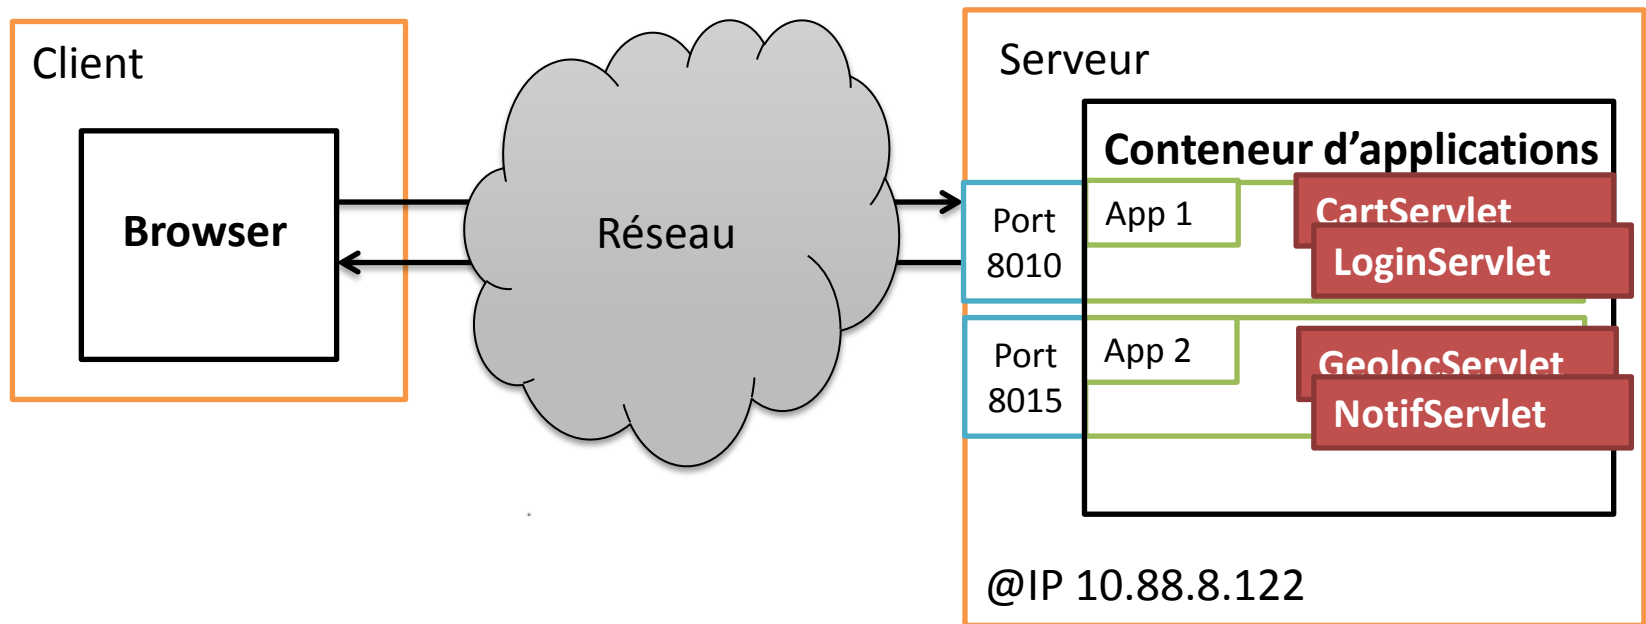 Client
Browser
Réseau
Serveur
Conteneur d’applications
Port
8010
App 1
CartServlet
LoginServlet
Port
8015
App 2
GeolocServlet
NotifServlet
@IP 10.88.8.122